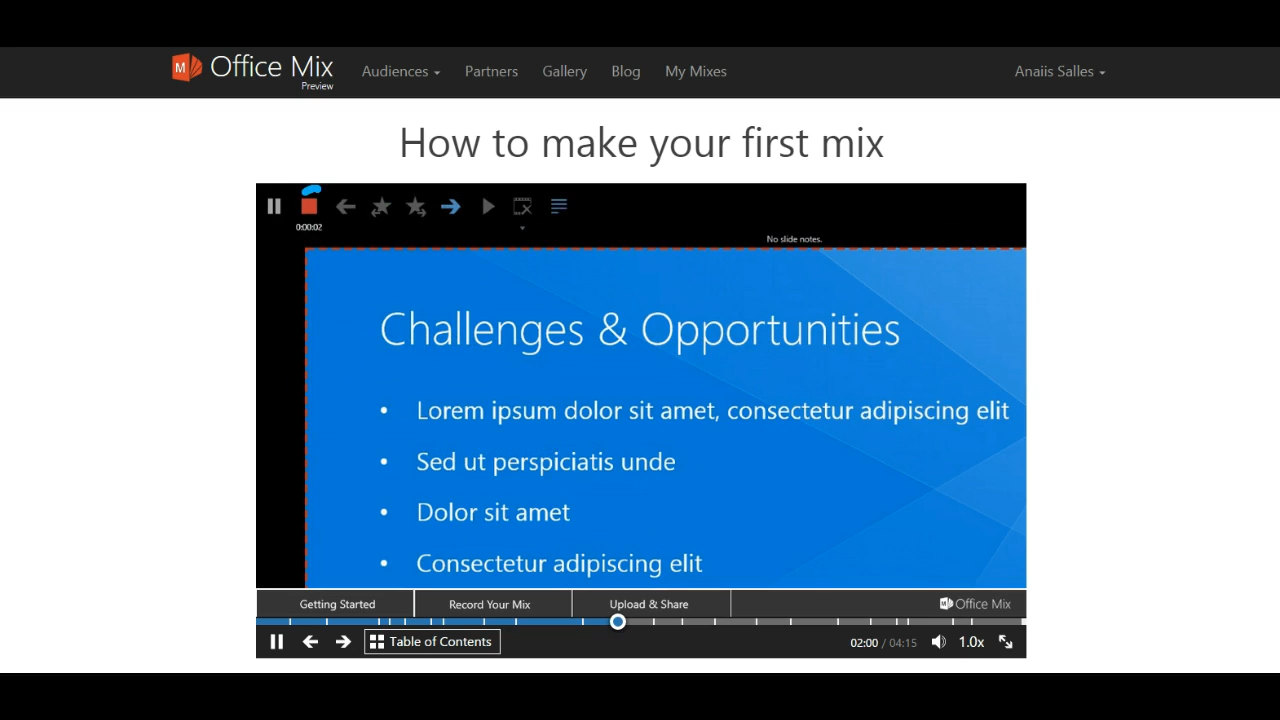 M Office Mix Audiences Partners Gallery Blog My Mixes Anaiis Salles
Preview
How to make your first mix
0:00:02
No slide notes.
Challenges & Opportunities
• Lorem ipsum dolor sit amet, consectetur adipiscing elit
• Sed ut perspiciatis unde
• Dolor sit amet
• Consectetur adipiscing elit
Getting Started Record Your Mix Upload & Share Office Mix
Table of Contents 02:00 / 04:15 1.0x